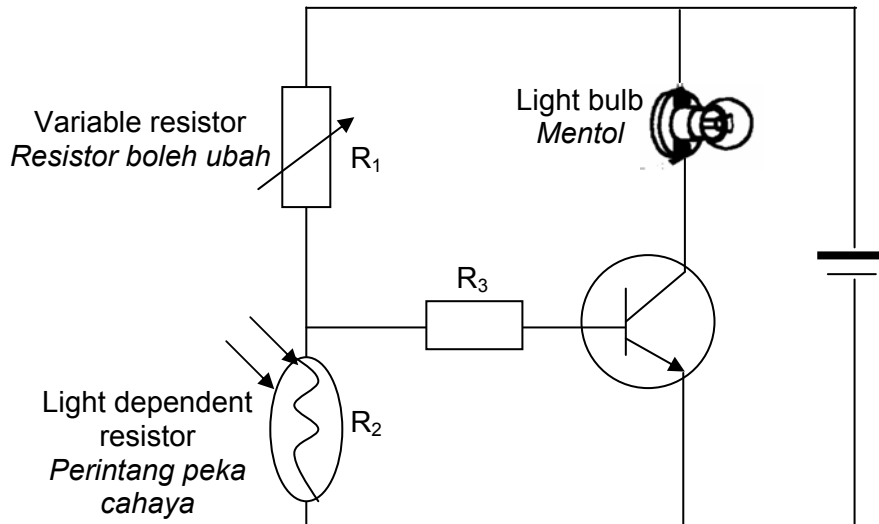 Variable resistor
Resistor boleh ubah
R₁
Light bulb
Mentol
R₃
Light dependent
resistor
Perintang peka
cahaya
R₂